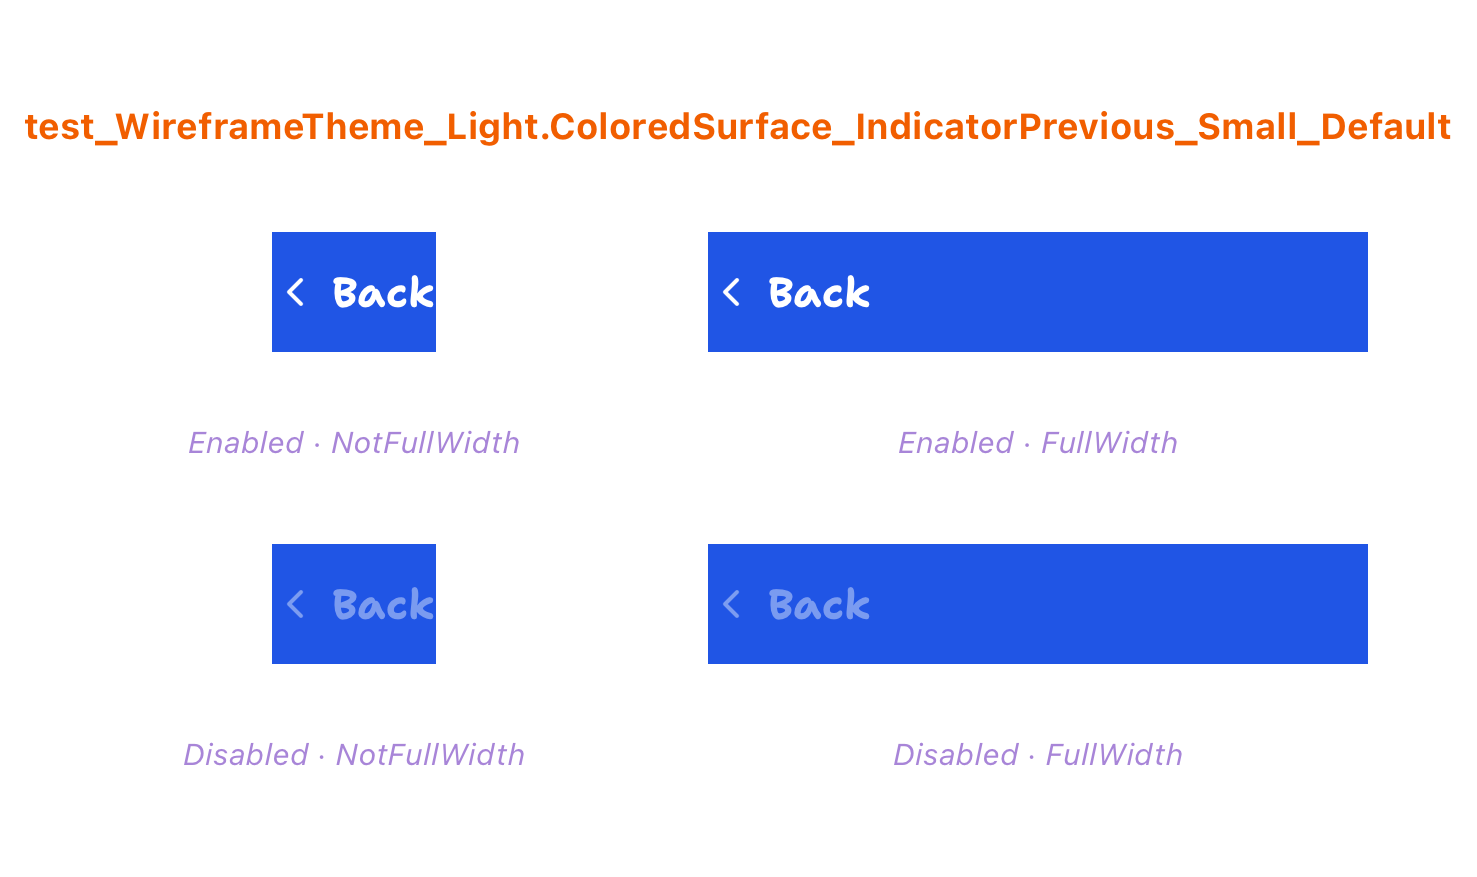 test_WireframeTheme_Light.ColoredSurface_IndicatorPrevious_Small_Default
Back
Back
Enabled · NotFullWidth
Enabled · FullWidth
Back
Back
Disabled · NotFullWidth
Disabled · FullWidth